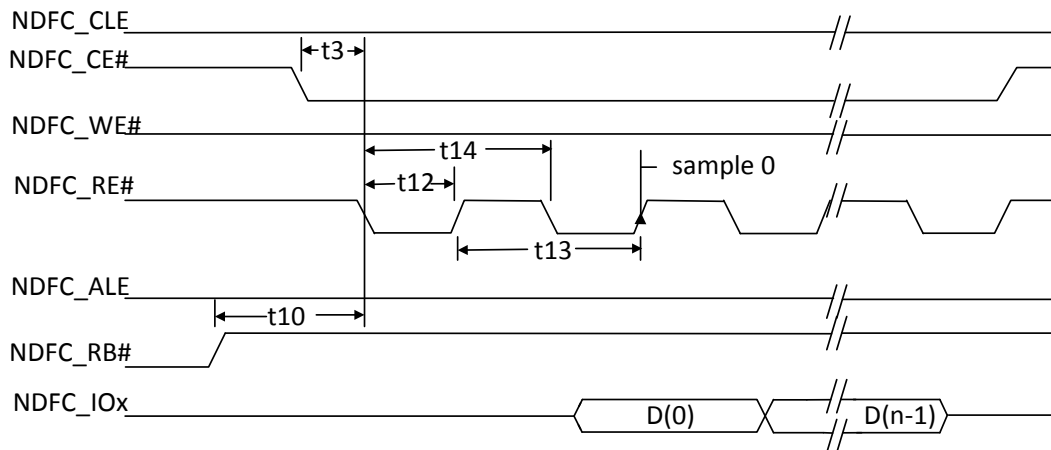 NDFC_CLE
t3
NDFC_CE#
NDFC_WE#
t14
sample 0
t12
NDFC_RE#
t13
NDFC_ALE
t10
NDFC_RB#
NDFC_IOx
D(0)
D(n-1)